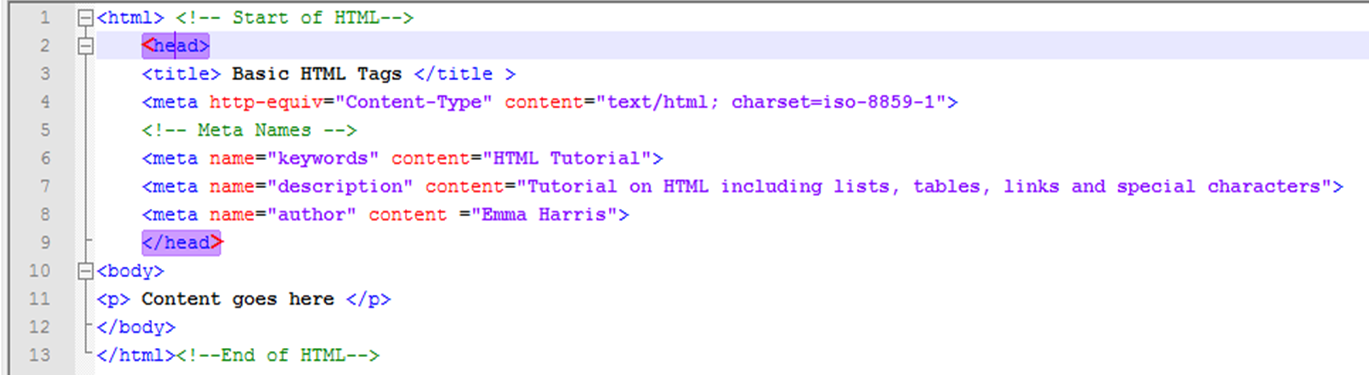 1 <html> <!-- Start of HTML-->
2 <head>
3 <title> Basic HTML Tags </title >
4 <meta http-equiv="Content-Type" content="text/html; charset=iso-8859-1">
5 <!-- Meta Names -->
6 <meta name="keywords" content="HTML Tutorial">
7 <meta name="description" content="Tutorial on HTML including lists, tables, links and special characters">
8 <meta name="author" content ="Emma Harris">
9 </head>
10 <body>
11 <p> Content goes here </p>
12 </body>
13 </html><!--End of HTML-->